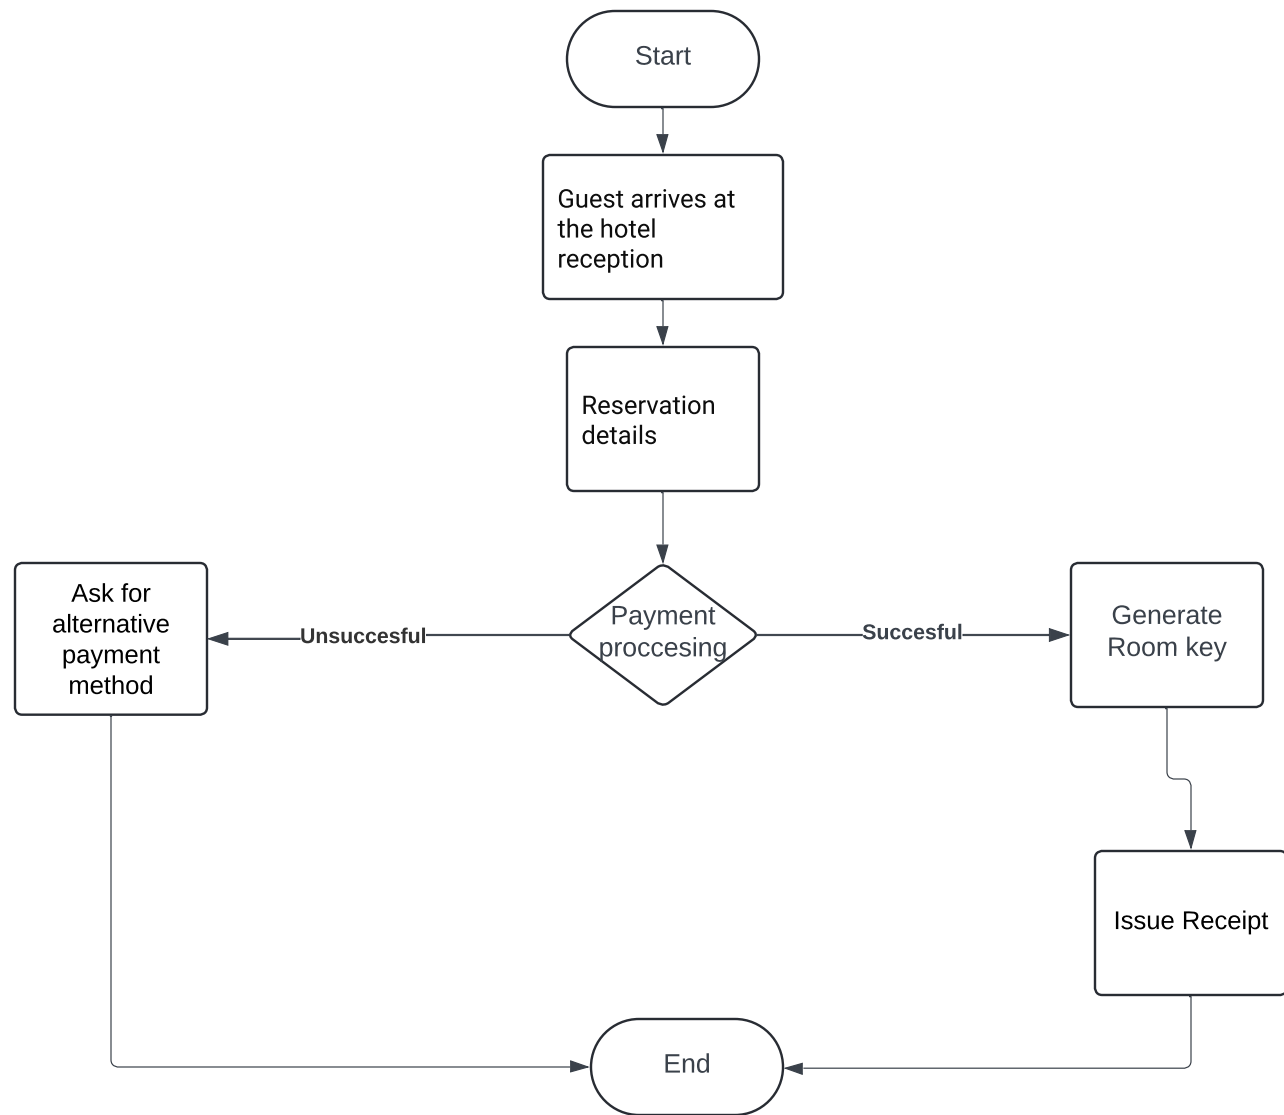 Start
Guest arrives at
the hotel
reception
Reservation
details
Ask for
alternative
payment
method
Unsuccesful
Payment
proccesing
Succesful
Generate
Room key
Issue Receipt
End